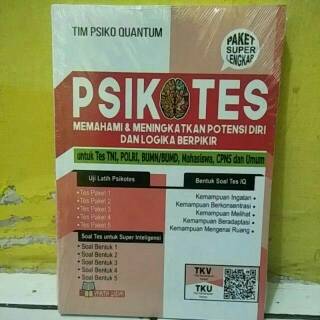 TIM PSIKO QUANTUM
PAKET
SUPER
LENGKAP
PSIKOTES
MEMAHAMI & MENINGKATKAN POTENSI DIRI
DAN LOGIKA BERPIKIR
untuk Tes TNI, POLRI, BUMN/BUMD, Mahasiswa, CPNS dan Umum
Uji Latih Psikotes
• Tes Paket 1
• Tes Paket 2
• Tes Paket 3
• Tes Paket 4
• Tes Paket 5
Soal Tes untuk Super Inteligensi
• Soal Bentuk 1
• Soal Bentuk 2
• Soal Bentuk 3
• Soal Bentuk 4
• Soal Bentuk 5
Bentuk Soal Tes IQ
Kemampuan Ingatan •
Kemampuan Berkonsentrasi •
Kemampuan Melihat •
Kemampuan Beradaptasi •
Kemampuan Mengenai Ruang •
TKV
TKU